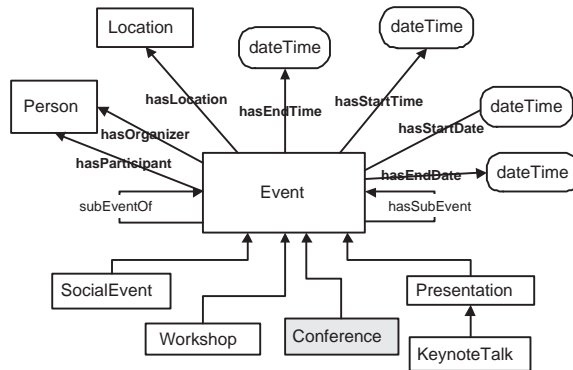 Location
dateTime
dateTime
Person
hasLocation
hasEndTime
hasStartTime
dateTime
hasStartDate
hasOrganizer
hasParticipant
hasEndDate
dateTime
Event
subEventOf
hasSubEvent
SocialEvent
Presentation
Workshop
Conference
KeynoteTalk